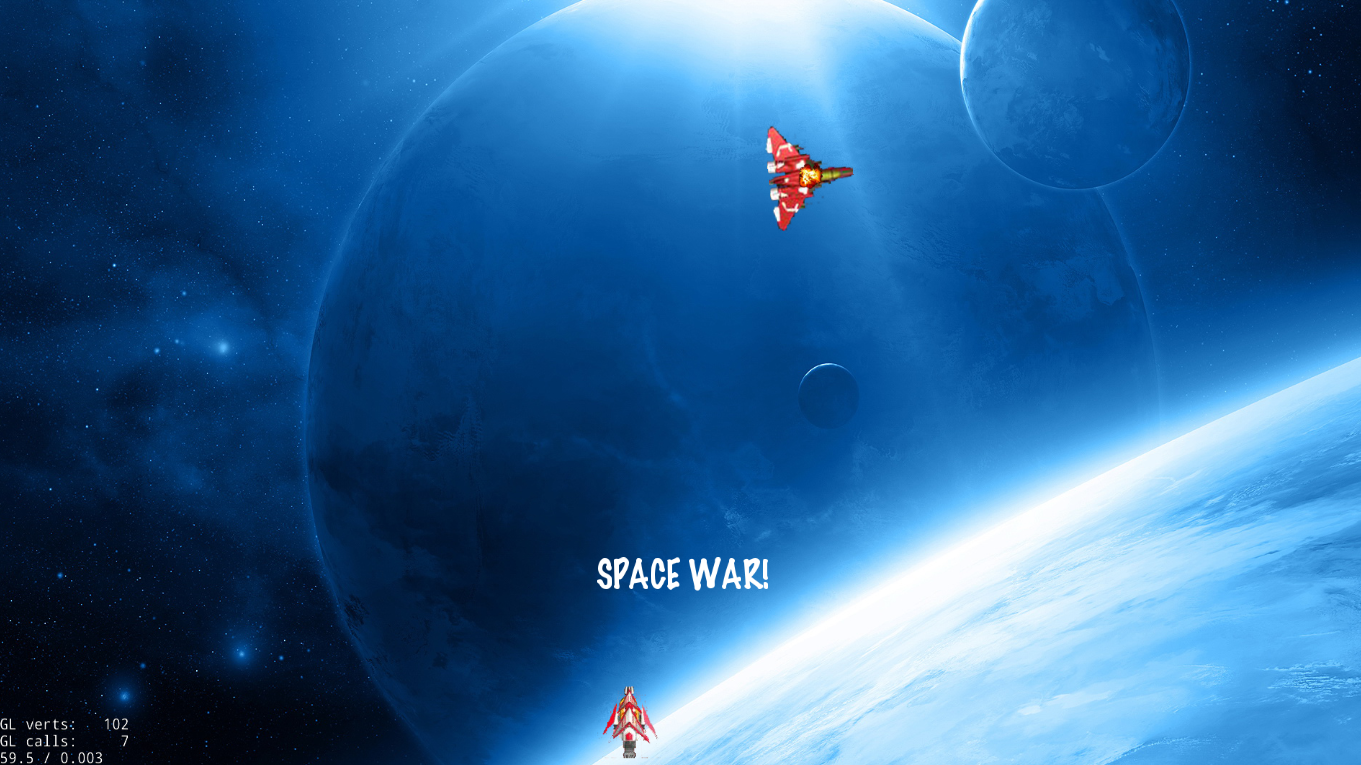 SPACE WAR!
GL verts: 102
GL calls: 7
59.5 / 0.003